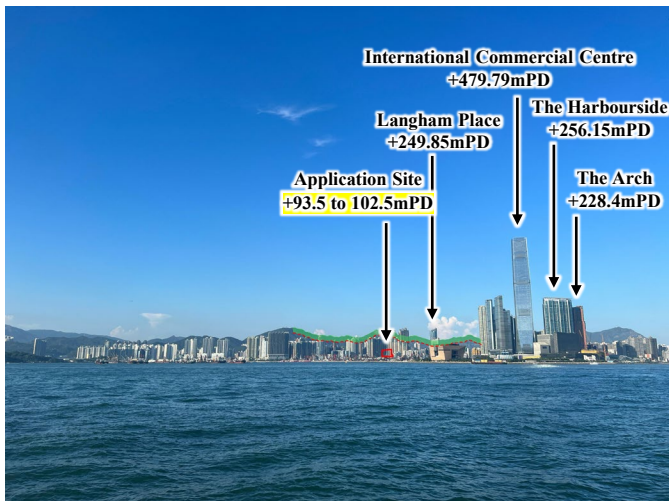 International Commercial Centre
+479.79mPD
The Harbourside
+256.15mPD
Langham Place
+249.85mPD
The Arch
+228.4mPD
Application Site
+93.5 to 102.5mPD